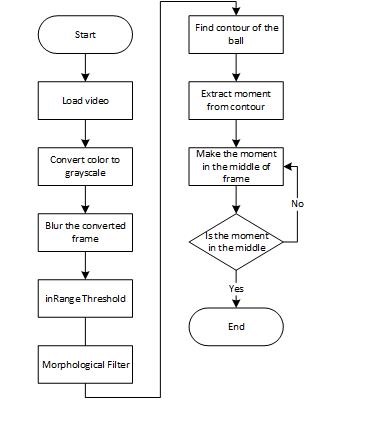 Start
Load video
Convert color to
grayscale
Blur the converted
frame
inRange Threshold
Morphological Filter
Find contour of the
ball
Extract moment
from contour
Make the moment
in the middle of
frame
Is the moment
in the middle
No
Yes
End